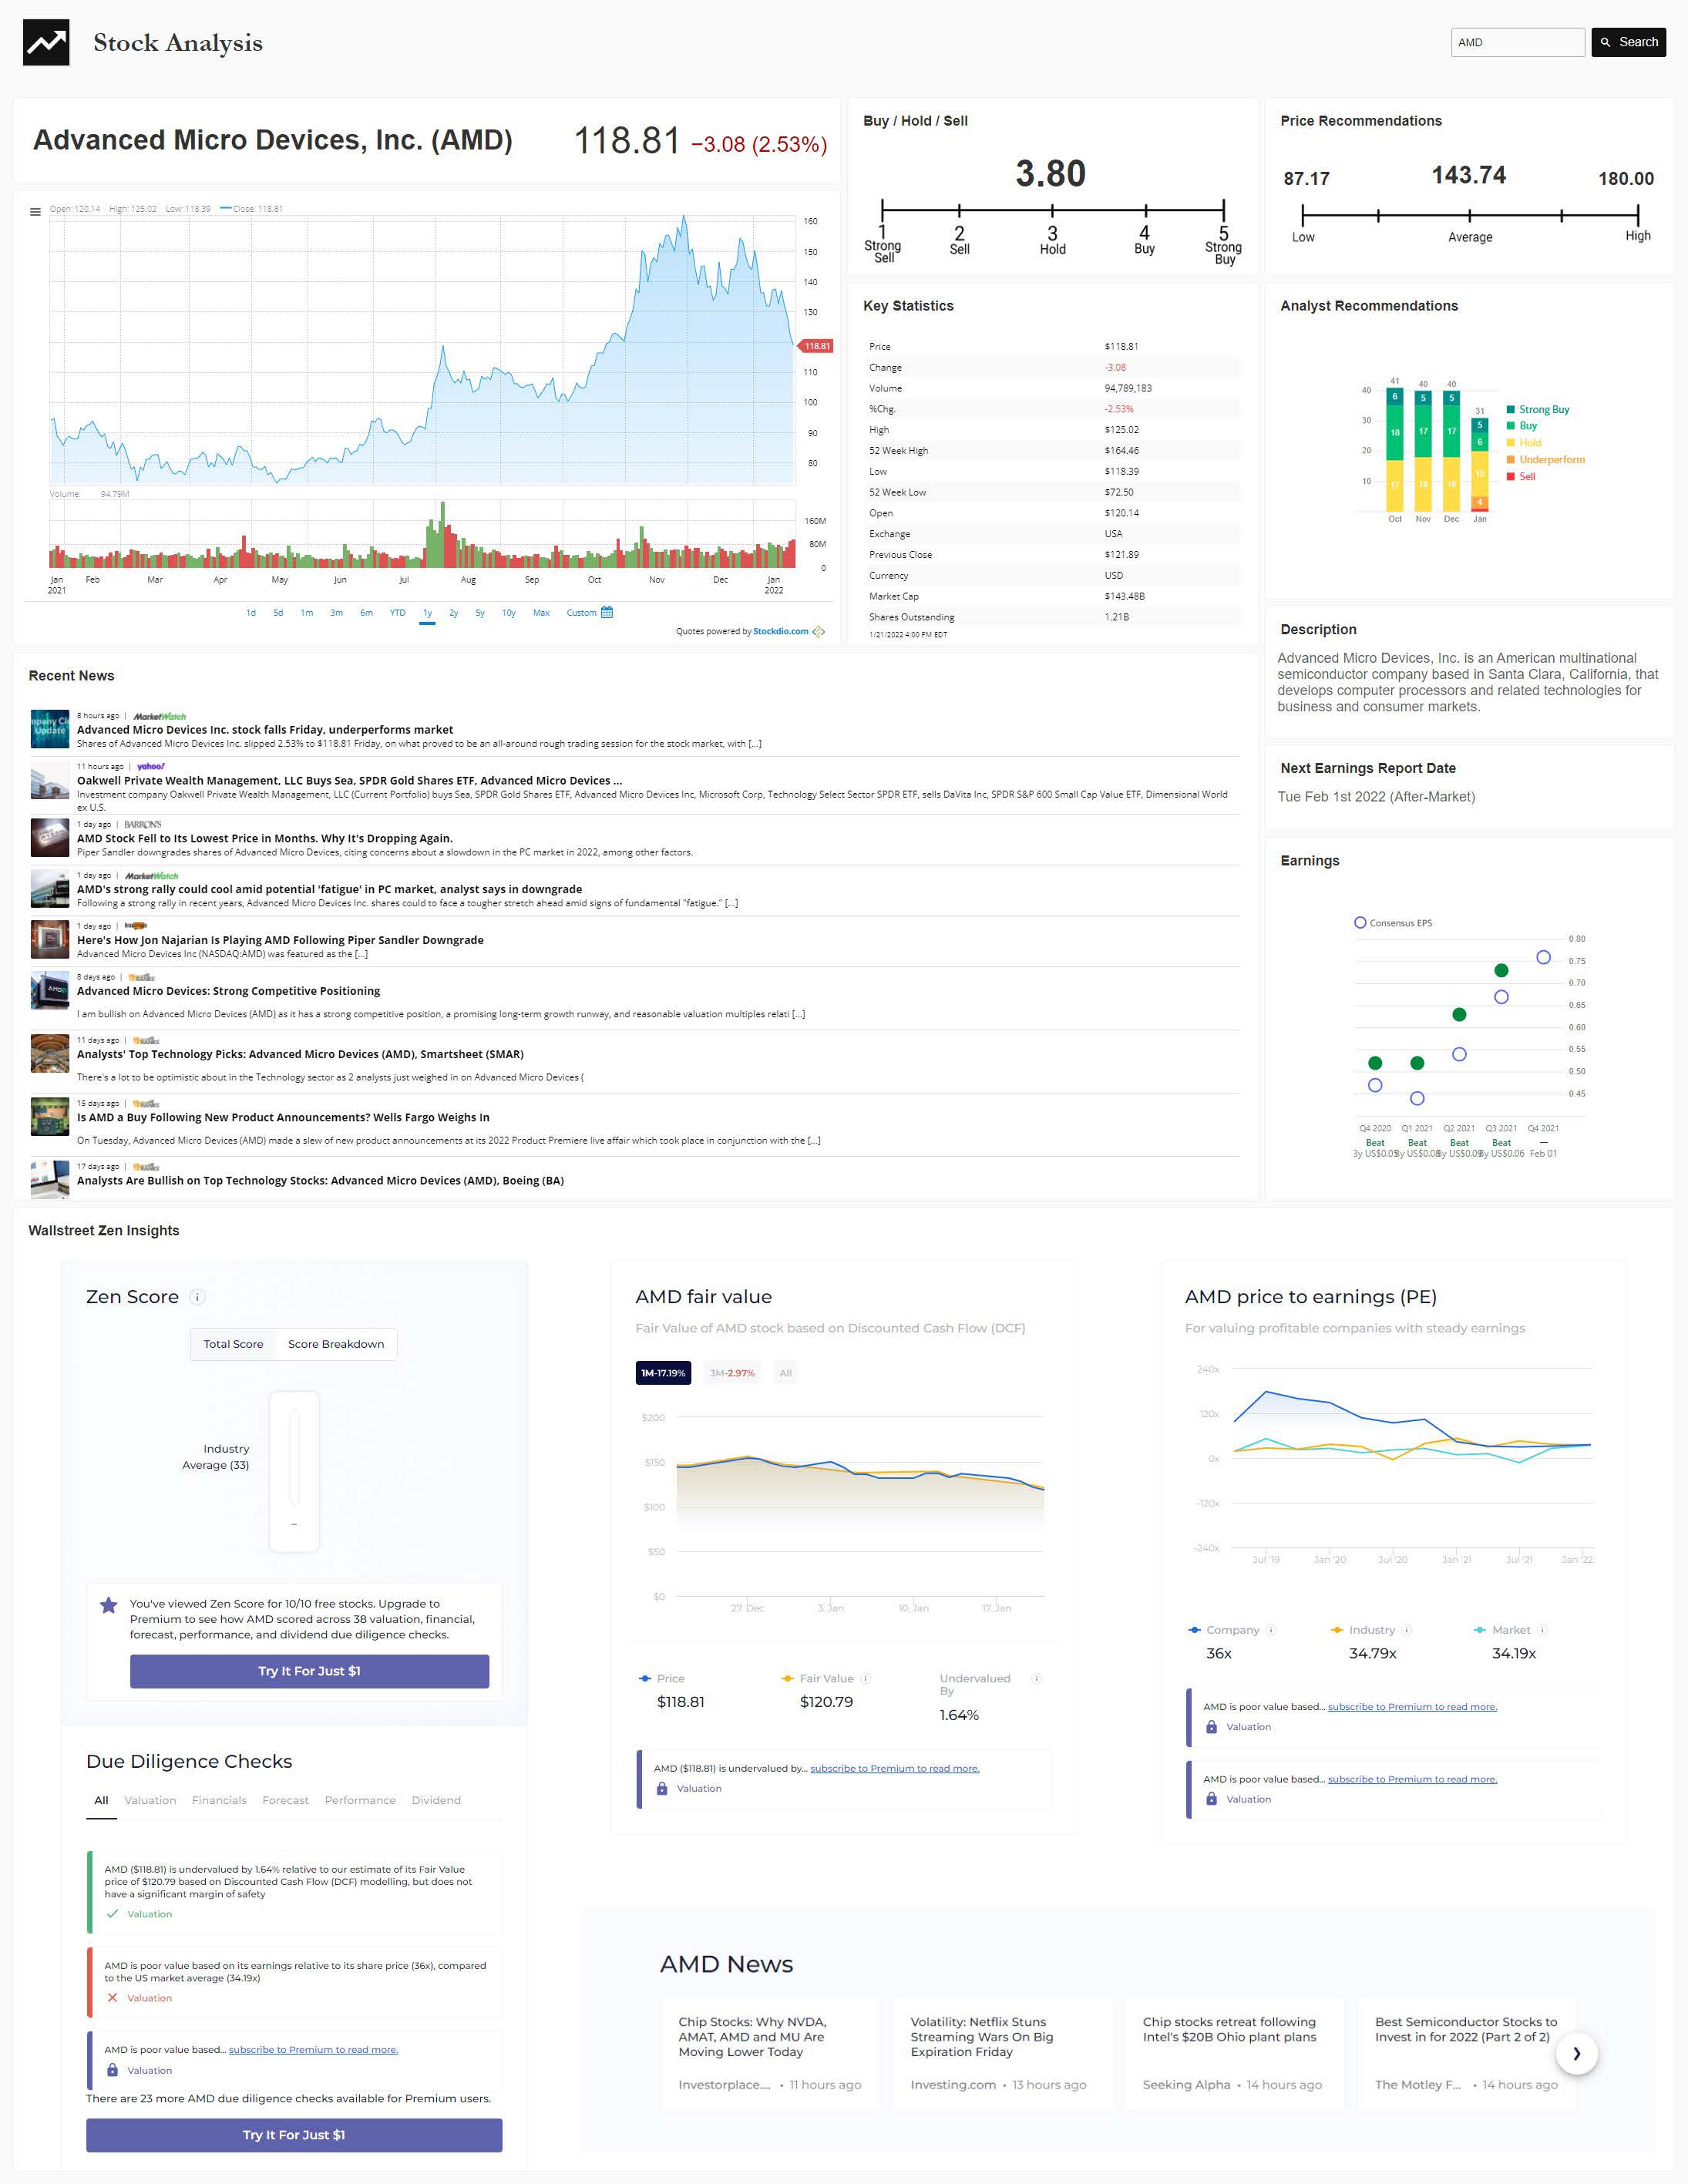 Stock Analysis
AMD
Search
Advanced Micro Devices, Inc. (AMD)
118.81 −3.08 (2.53%)
Open: 120.14 High: 125.02 Low: 118.39 Close: 118.81
160
150
140
130
118.81
110
100
90
80
Volume: 94.79M
160M
80M
0
Jan Feb Mar Apr May Jun Jul Aug Sep Oct Nov Dec Jan
2021 2022
1d 5d 1m 3m 6m YTD 1y 2y 5y 10y Max Custom
Quotes powered by Stockdio.com
Buy / Hold / Sell
3.80
1 2 3 4 5
Strong Sell
Sell
Hold
Buy
Strong Buy
Price Recommendations
87.17 143.74 180.00
Low Average High
Key Statistics
Price $118.81
Change -3.08
Volume 94,789,183
%Chg. -2.53%
High $125.02
52 Week High $164.46
Low $118.39
52 Week Low $72.50
Open $120.14
Exchange USA
Previous Close $121.89
Currency USD
Market Cap $143.48B
Shares Outstanding 1.21B
1/21/2022 4:00 PM EDT
Analyst Recommendations
41 40 40 31
40
30
20
10
6 5 5 5
18 17 17 6
17 18 18 15
4
Oct Nov Dec Jan
Strong Buy
Buy
Hold
Underperform
Sell
Description
Advanced Micro Devices, Inc. is an American multinational
semiconductor company based in Santa Clara, California, that
develops computer processors and related technologies for
business and consumer markets.
Next Earnings Report Date
Tue Feb 1st 2022 (After-Market)
Recent News
8 hours ago | MarketWatch
Advanced Micro Devices Inc. stock falls Friday, underperforms market
Shares of Advanced Micro Devices Inc. slipped 2.53% to $118.81 Friday, on what proved to be an all-around rough trading session for the stock market, with [...]
11 hours ago | yahoo!
Oakwell Private Wealth Management, LLC Buys Sea, SPDR Gold Shares ETF, Advanced Micro Devices ...
Investment company Oakwell Private Wealth Management, LLC (Current Portfolio) buys Sea, SPDR Gold Shares ETF, Advanced Micro Devices Inc, Microsoft Corp, Technology Select Sector SPDR ETF, sells DaVita Inc, SPDR S&P 600 Small Cap Value ETF, Dimensional World
ex U.S.
1 day ago | BARRON'S
AMD Stock Fell to Its Lowest Price in Months. Why It's Dropping Again.
Piper Sandler downgrades shares of Advanced Micro Devices, citing concerns about a slowdown in the PC market in 2022, among other factors.
1 day ago | MarketWatch
AMD's strong rally could cool amid potential 'fatigue' in PC market, analyst says in downgrade
Following a strong rally in recent years, Advanced Micro Devices Inc. shares could to face a tougher stretch ahead amid signs of fundamental "fatigue." [...]
1 day ago |
Here's How Jon Najarian Is Playing AMD Following Piper Sandler Downgrade
Advanced Micro Devices Inc (NASDAQ:AMD) was featured as the [...]
8 days ago |
Advanced Micro Devices: Strong Competitive Positioning
I am bullish on Advanced Micro Devices (AMD) as it has a strong competitive position, a promising long-term growth runway, and reasonable valuation multiples relati [...]
11 days ago |
Analysts' Top Technology Picks: Advanced Micro Devices (AMD), Smartsheet (SMAR)
There's a lot to be optimistic about in the Technology sector as 2 analysts just weighed in on Advanced Micro Devices (
15 days ago |
Is AMD a Buy Following New Product Announcements? Wells Fargo Weighs In
On Tuesday, Advanced Micro Devices (AMD) made a slew of new product announcements at its 2022 Product Premiere live affair which took place in conjunction with the [...]
17 days ago |
Analysts Are Bullish on Top Technology Stocks: Advanced Micro Devices (AMD), Boeing (BA)
Earnings
Consensus EPS
0.80
0.75
0.70
0.65
0.60
0.55
0.50
0.45
Q4 2020 Q1 2021 Q2 2021 Q3 2021 Q4 2021
Beat Beat Beat Beat —
By US$0.05 By US$0.08 By US$0.09 By US$0.06 Feb 01
Wallstreet Zen Insights
Zen Score
Total Score Score Breakdown
Industry
Average (33)
–
You've viewed Zen Score for 10/10 free stocks. Upgrade to
Premium to see how AMD scored across 38 valuation, financial,
forecast, performance, and dividend due diligence checks.
Try It For Just $1
Due Diligence Checks
All Valuation Financials Forecast Performance Dividend
AMD ($118.81) is undervalued by 1.64% relative to our estimate of its Fair Value
price of $120.79 based on Discounted Cash Flow (DCF) modelling, but does not
have a significant margin of safety
Valuation
AMD is poor value based on its earnings relative to its share price (36x), compared
to the US market average (34.19x)
Valuation
AMD is poor value based... subscribe to Premium to read more.
Valuation
There are 23 more AMD due diligence checks available for Premium users.
Try It For Just $1
AMD fair value
Fair Value of AMD stock based on Discounted Cash Flow (DCF)
1M-17.19% 3M-2.97% All
$200
$150
$100
$50
$0
27. Dec 3. Jan 10. Jan 17. Jan
Price Fair Value Undervalued By
$118.81 $120.79 1.64%
AMD ($118.81) is undervalued by... subscribe to Premium to read more.
Valuation
AMD price to earnings (PE)
For valuing profitable companies with steady earnings
240x
120x
0x
-120x
-240x
Jul '19 Jan '20 Jul '20 Jan '21 Jul '21 Jan '22
Company Industry Market
36x 34.79x 34.19x
AMD is poor value based... subscribe to Premium to read more.
Valuation
AMD is poor value based... subscribe to Premium to read more.
Valuation
AMD News
Chip Stocks: Why NVDA,
AMAT, AMD and MU Are
Moving Lower Today
Investorplace.... • 11 hours ago
Volatility: Netflix Stuns
Streaming Wars On Big
Expiration Friday
Investing.com • 13 hours ago
Chip stocks retreat following
Intel's $20B Ohio plant plans
Seeking Alpha • 14 hours ago
Best Semiconductor Stocks to
Invest in for 2022 (Part 2 of 2)
The Motley F... • 14 hours ago